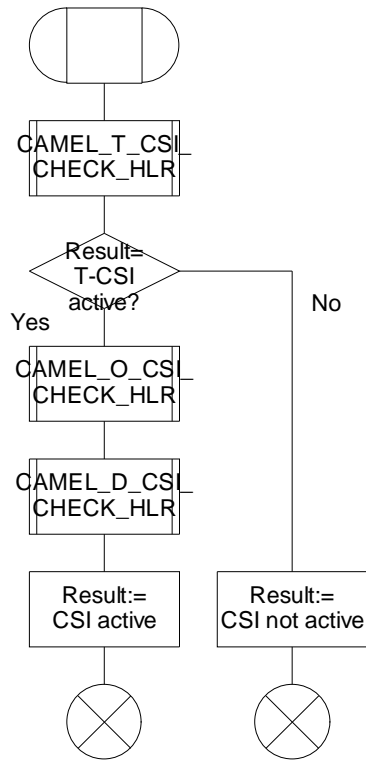 CAMEL_T_CSI_
CHECK_HLR
Result=
T-CSI
active?
Yes
No
CAMEL_O_CSI_
CHECK_HLR
CAMEL_D_CSI_
CHECK_HLR
Result:=
CSI active
Result:=
CSI not active